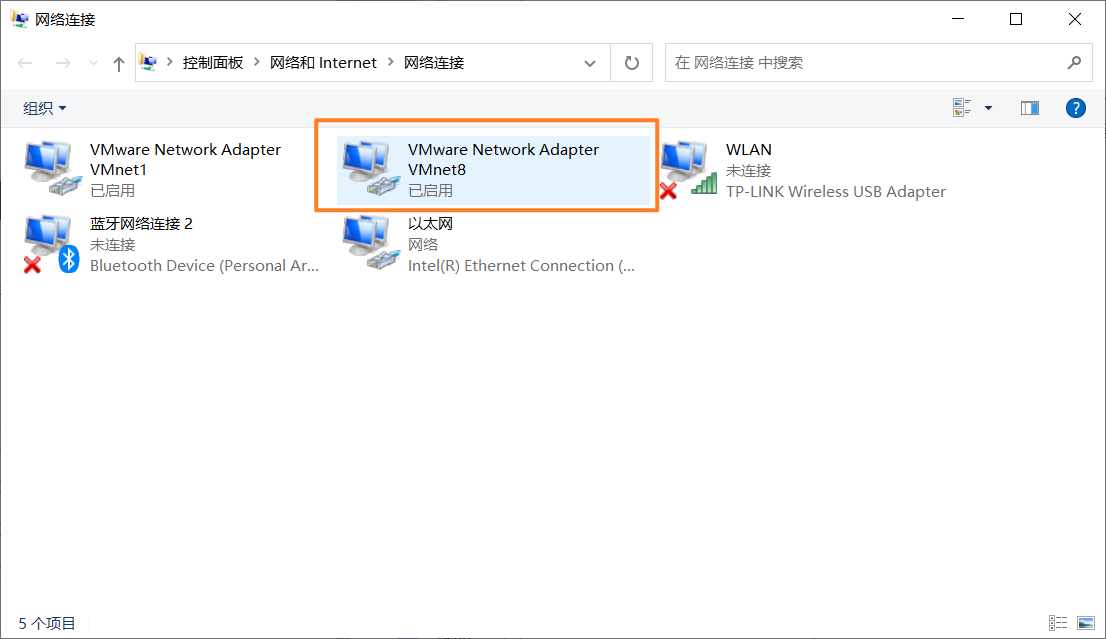 网络连接
控制面板 网络和 Internet 网络连接
在 网络连接 中搜索
组织
?
VMware Network Adapter
VMnet1
已启用
VMware Network Adapter
VMnet8
已启用
WLAN
未连接
TP-LINK Wireless USB Adapter
蓝牙网络连接 2
未连接
Bluetooth Device (Personal Ar...
以太网
网络
Intel(R) Ethernet Connection (...
5 个项目